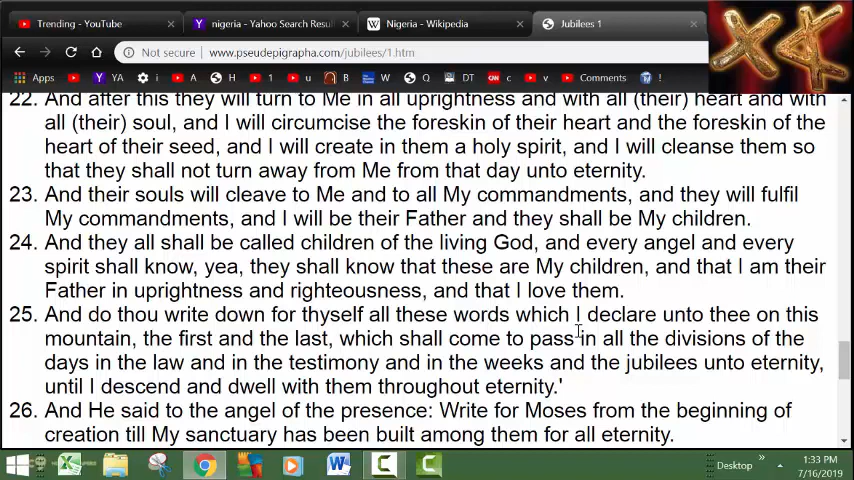 Trending - YouTube
nigeria - Yahoo Search Resul
Nigeria - Wikipedia
Jubilees 1
Not secure | www.pseudepigrapha.com/jubilees/1.htm
Apps YA i A H 1 u B W Q DT c v Comments !
22. And after this they will turn to Me in all uprightness and with all (their) heart and with
all (their) soul, and I will circumcise the foreskin of their heart and the foreskin of the
heart of their seed, and I will create in them a holy spirit, and I will cleanse them so
that they shall not turn away from Me from that day unto eternity.
23. And their souls will cleave to Me and to all My commandments, and they will fulfil
My commandments, and I will be their Father and they shall be My children.
24. And they all shall be called children of the living God, and every angel and every
spirit shall know, yea, they shall know that these are My children, and that I am their
Father in uprightness and righteousness, and that I love them.
25. And do thou write down for thyself all these words which I declare unto thee on this
mountain, the first and the last, which shall come to pass in all the divisions of the
days in the law and in the testimony and in the weeks and the jubilees unto eternity,
until I descend and dwell with them throughout eternity.'
26. And He said to the angel of the presence: Write for Moses from the beginning of
creation till My sanctuary has been built among them for all eternity.
Desktop
1:33 PM
7/16/2019